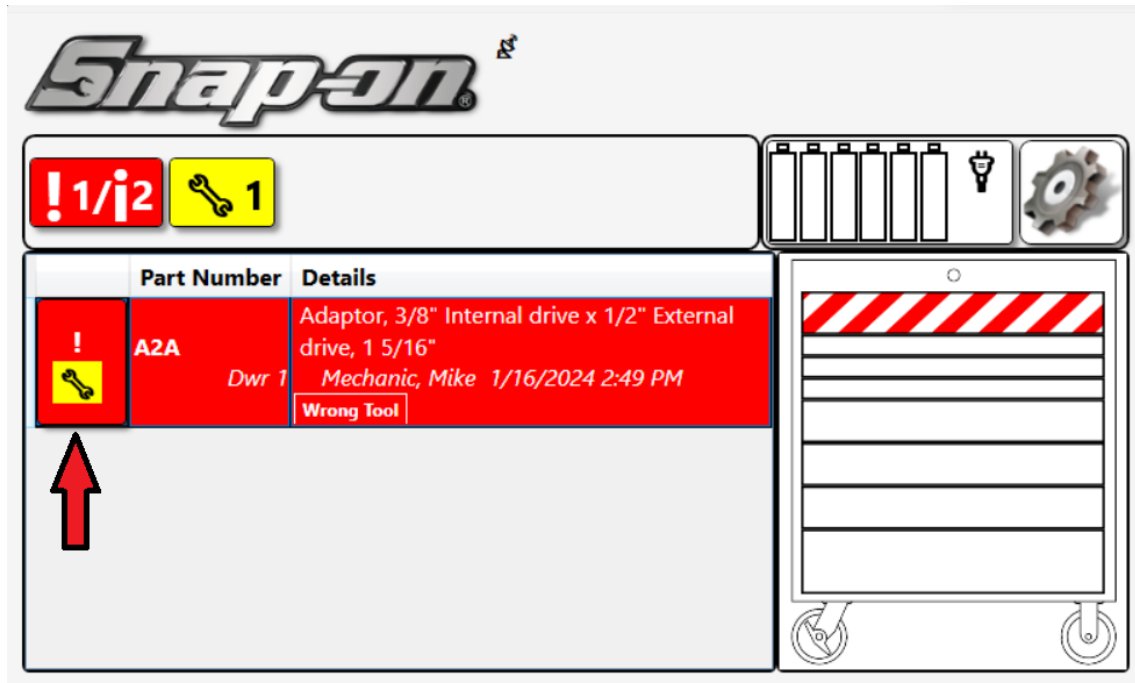 Snap-on®
! 1/i2 1
Part Number Details
!
A2A
Dwr 1
Adaptor, 3/8" Internal drive x 1/2" External
drive, 1 5/16"
Mechanic, Mike 1/16/2024 2:49 PM
Wrong Tool